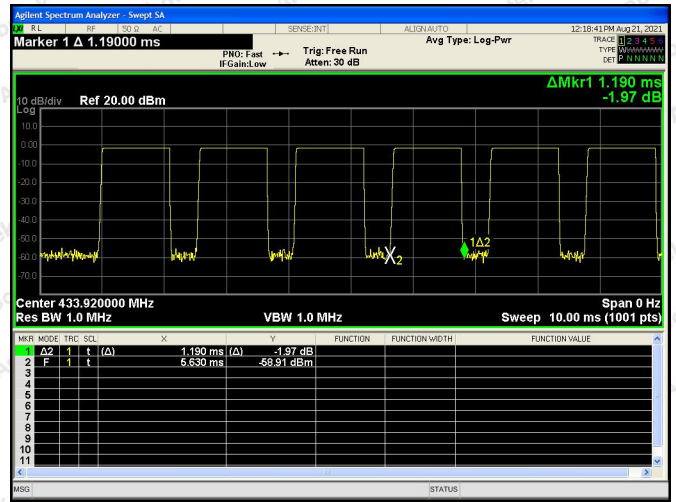 Agilent Spectrum Analyzer - Swept SA
RL RF 50 Ω AC SENSE:INT ALIGN AUTO 12:18:41 PM Aug 21, 2021
Marker 1 Δ 1.19000 ms
PNO: Fast
IFGain:Low
Trig: Free Run
Atten: 30 dB
Avg Type: Log-Pwr
TRACE 1 2 3 4 5 6
TYPE
DET P N N N N N
ΔMkr1 1.190 ms
-1.97 dB
10 dB/div Ref 20.00 dBm
Log
10.0
0.00
-10.0
-20.0
-30.0
-40.0
-50.0
-60.0
-70.0
1Δ2
X2
Center 433.920000 MHz Span 0 Hz
Res BW 1.0 MHz VBW 1.0 MHz Sweep 10.00 ms (1001 pts)
MKR MODE TRC SCL X Y FUNCTION FUNCTION WIDTH FUNCTION VALUE
1 Δ2 1 t (Δ) 1.190 ms (Δ) -1.97 dB
2 F 1 t 5.630 ms -58.91 dBm
3
4
5
6
7
8
9
10
11
MSG STATUS